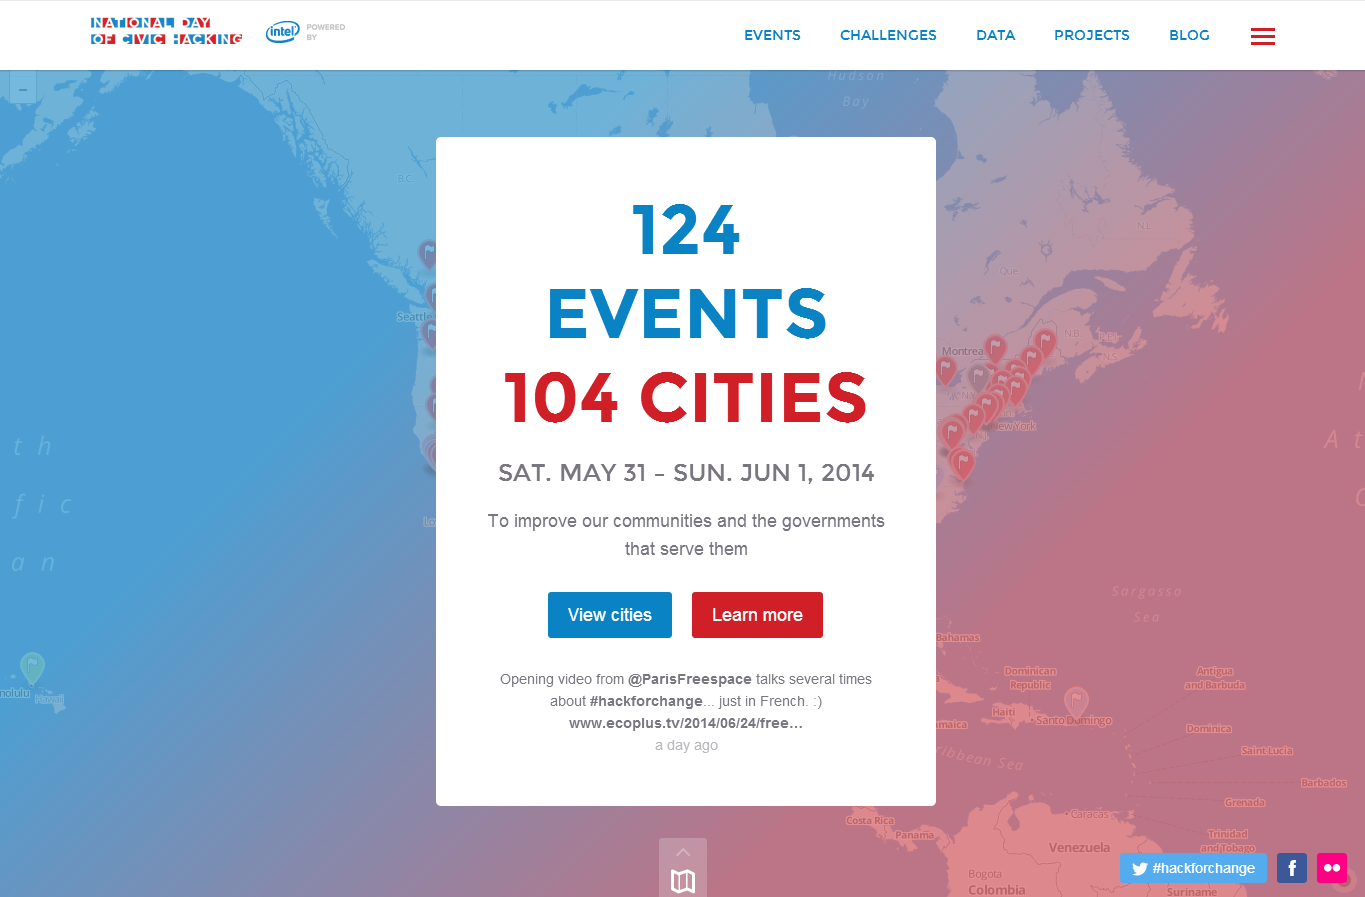 NATIONAL DAY
OF CIVIC HACKING
intel
POWERED
BY
EVENTS
CHALLENGES
DATA
PROJECTS
BLOG
Hudson
Bay
B.C.
N.L.
Que.
Seattle
Montreal
N.B.
P.E.I.
N.S.
New York
124
EVENTS
104 CITIES
SAT. MAY 31 – SUN. JUN 1, 2014
To improve our communities and the governments
that serve them
View cities
Learn more
Opening video from @ParisFreespace talks several times
about #hackforchange... just in French. :)
www.ecoplus.tv/2014/06/24/free…
a day ago
t h
f i c
a n
A t
Sargasso
Sea
Bahamas
Dominican
Republic
Antigua
and Barbuda
Haiti
Santo Domingo
maica
Dominica
ribbean Sea
Saint Lucia
Barbados
Grenada
Caracas
Costa Rica
Panama
Trinidad
and Tobago
Venezuela
Bogota
Colombia
Suriname
nolulu
Hawaii
#hackforchange
f